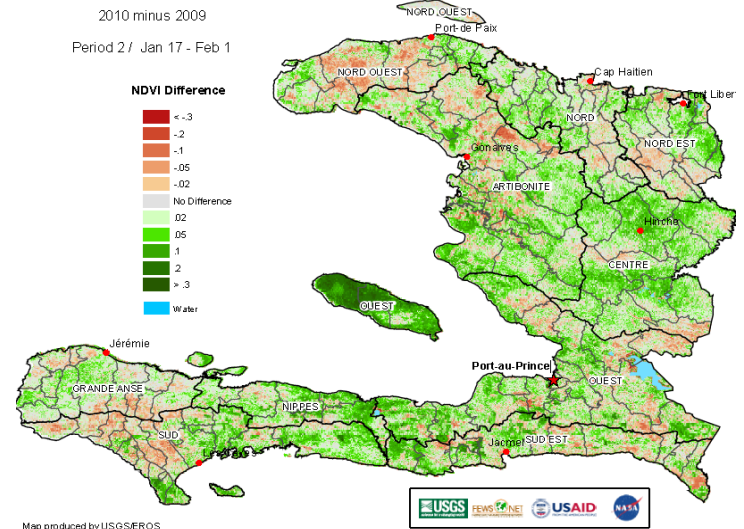 2010 minus 2009
Period 2 / Jan 17 - Feb 1
NDVI Difference
< -.3
-.2
-.1
-.05
-.02
No Difference
.02
.05
.1
.2
> .3
Water
NORD OUEST
Port-de Paix
NORD OUEST
Cap Haitien
Fort Libert
NORD
NORD EST
Gonaives
ARTIBONITE
Hinche
CENTRE
OUEST
Jérémie
Port-au-Prince
GRANDE ANSE
OUEST
NIPPES
SUD
Jacmel
SUD EST
USGS
FEWS NET
USAID
NASA
Map produced by USGS/EROS